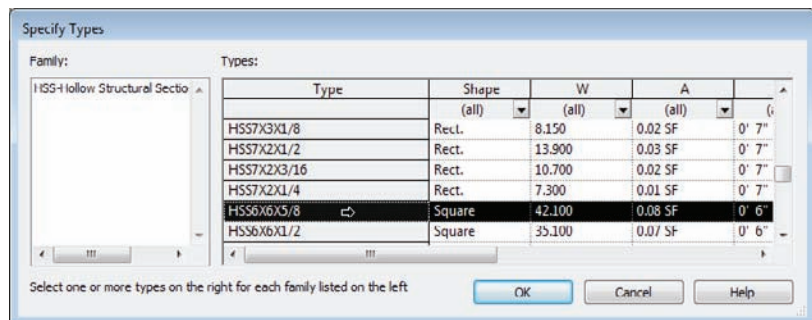 Specify Types
Family: Types:
HSS-Hollow Structural Sectio
Type Shape W A
(all) (all) (all)
HSS7X3X1/8 Rect. 8.150 0.02 SF 0' 7"
HSS7X2X1/2 Rect. 13.900 0.03 SF 0' 7"
HSS7X2X3/16 Rect. 10.700 0.02 SF 0' 7"
HSS7X2X1/4 Rect. 7.300 0.01 SF 0' 7"
HSS6X6X5/8 Square 42.100 0.08 SF 0' 6"
HSS6X6X1/2 Square 35.100 0.07 SF 0' 6"
Select one or more types on the right for each family listed on the left
OK Cancel Help